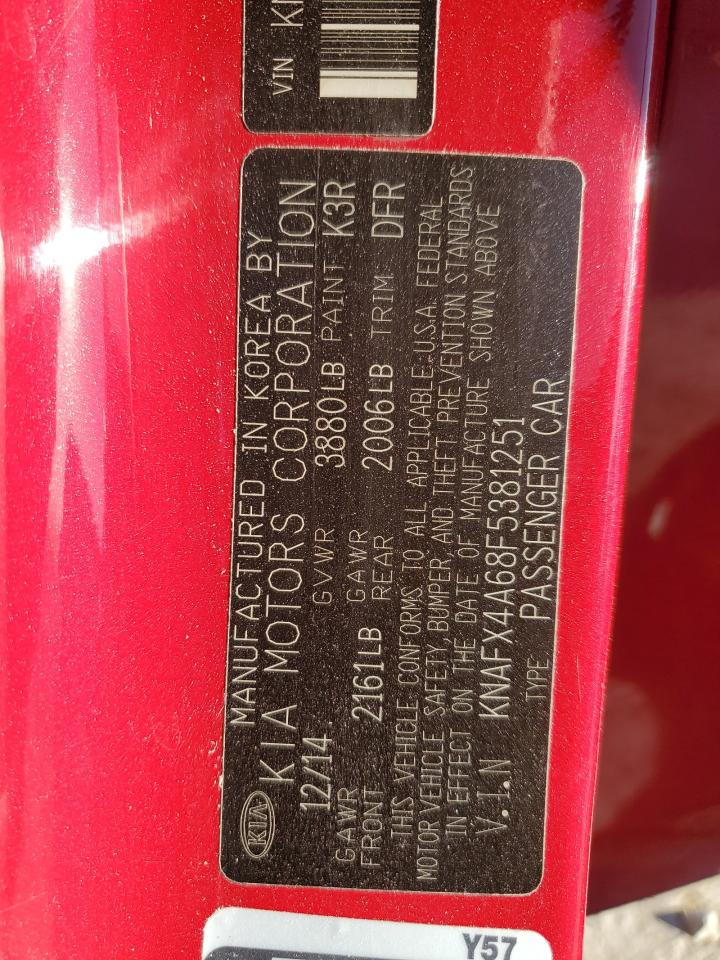 VIN
MANUFACTURED IN KOREA BY
KIA KIA MOTORS CORPORATION
12/14 GVWR 3880LB PAINT K3R
GAWR FRONT 2161LB GAWR REAR 2006LB TRIM DFR
THIS VEHICLE CONFORMS TO ALL APPLICABLE U.S.A. FEDERAL
MOTOR VEHICLE SAFETY, BUMPER, AND THEFT PREVENTION STANDARDS
IN EFFECT ON THE DATE OF MANUFACTURE SHOWN ABOVE
V.I.N KNAFX4A68F5381251
TYPE PASSENGER CAR
Y57